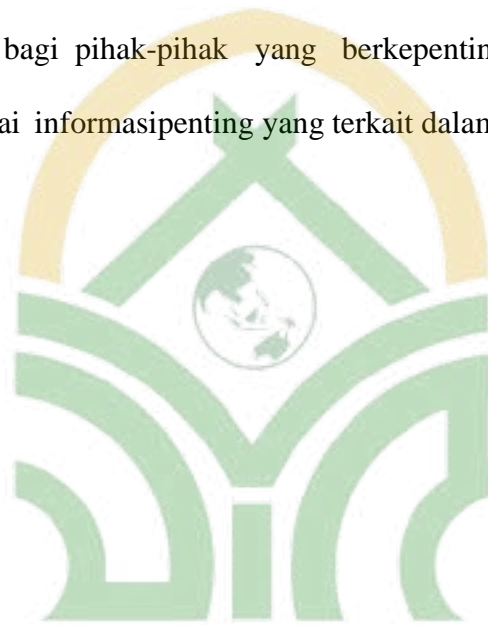 bagi pihak-pihak yang berkepentin
ai informasipenting yang terkait dalan